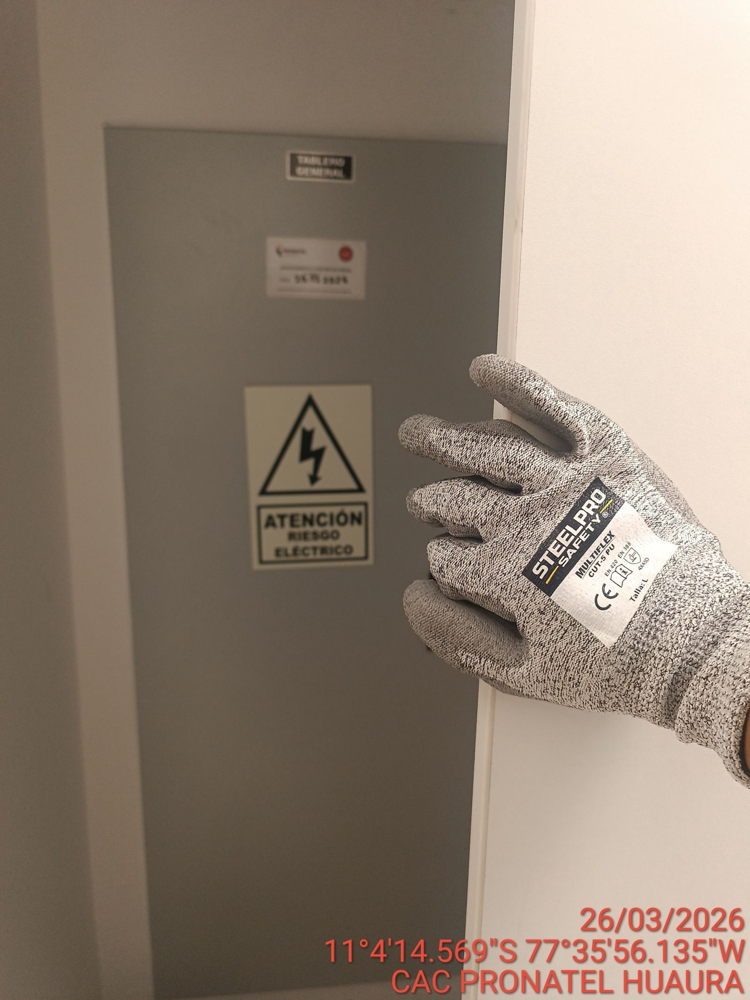 TABLERO
GENERAL
ATENCIÓN
RIESGO
ELÉCTRICO
STEELPRO
SAFETY®
MULTIFLEX
CUT-5 PU
EN 420 EN 388
CE
4X43D
Talla: L
26/03/2026
11°4'14.569"S 77°35'56.135"W
CAC PRONATEL HUAURA